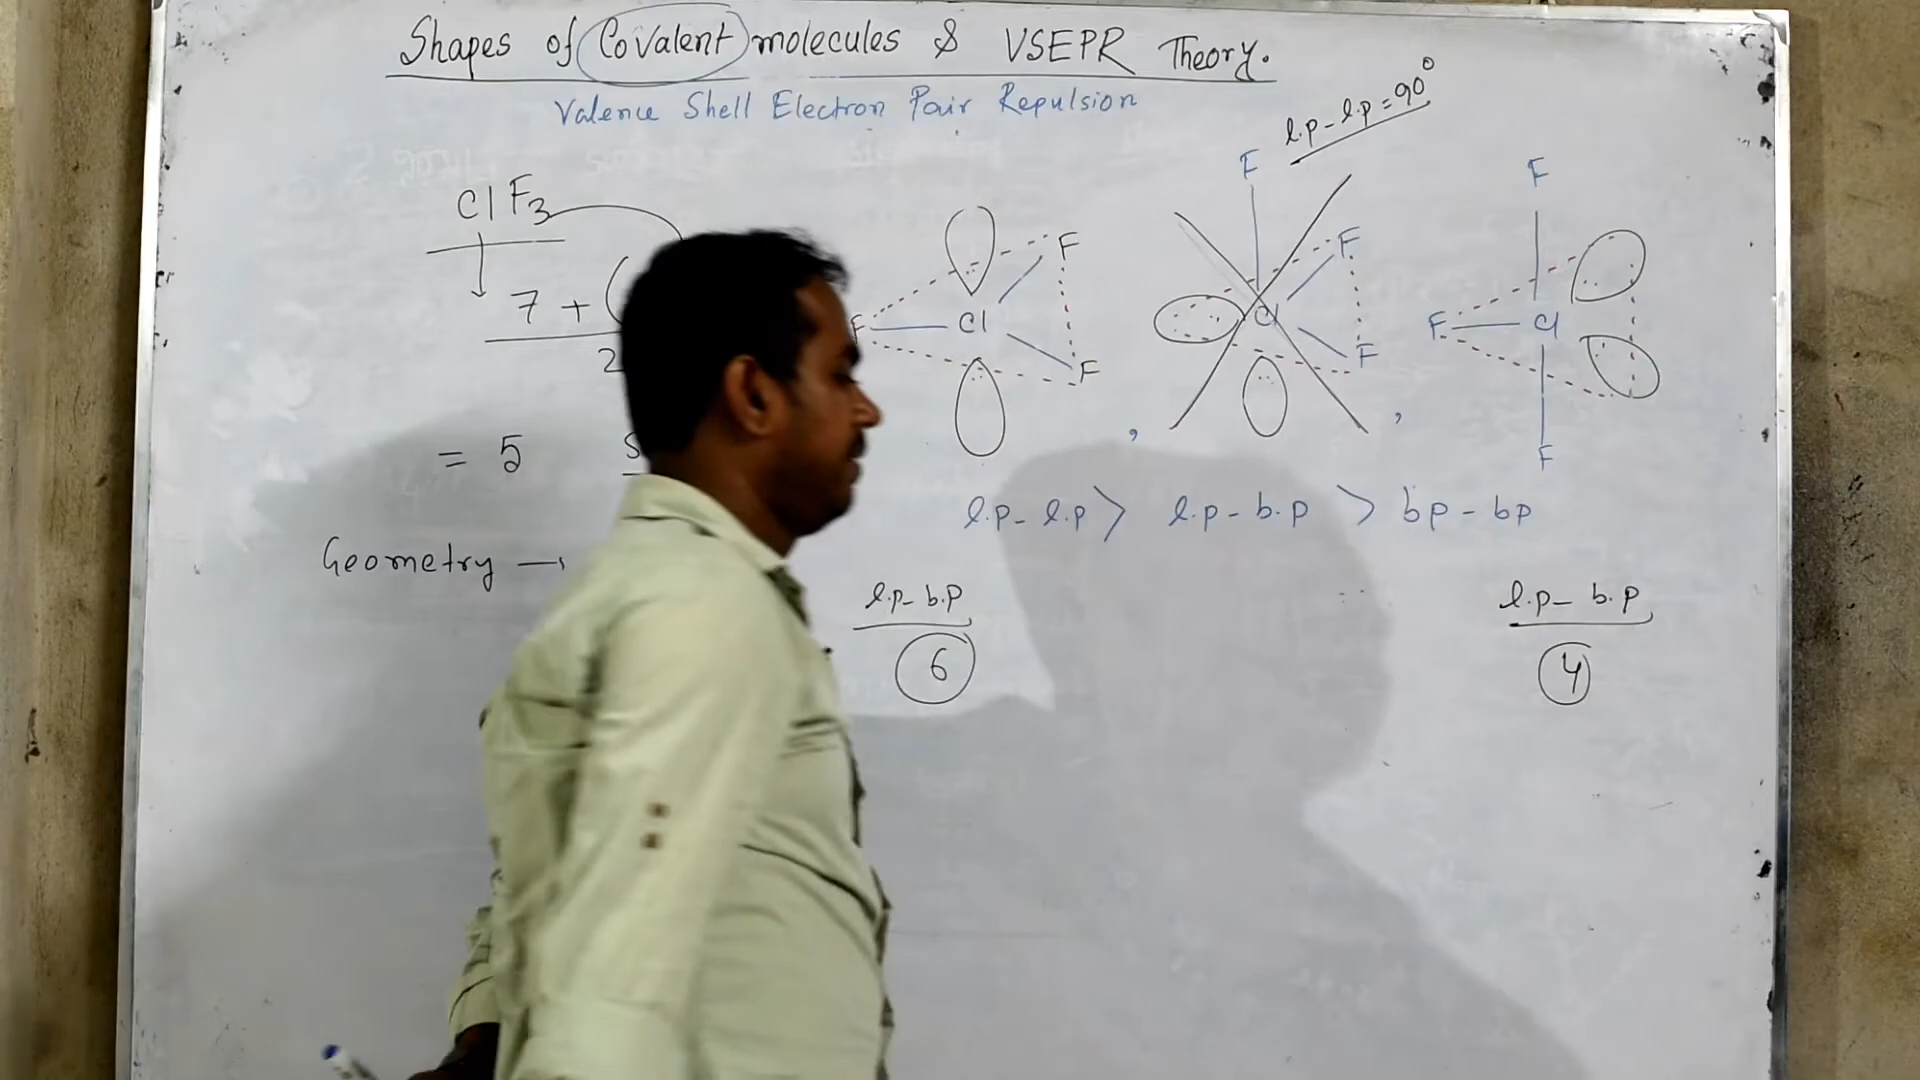 Shapes of Covalent molecules & VSEPR Theory.
Valence Shell Electron Pair Repulsion
l.p - l.p = 90°
ClF3
7 + (
2
= 5
S
Geometry →
F F F Cl
,
F F F Cl
,
F F F Cl
l.p - l.p > l.p - b.p > bp - bp
l.p - b.p
6
l.p - b.p
4